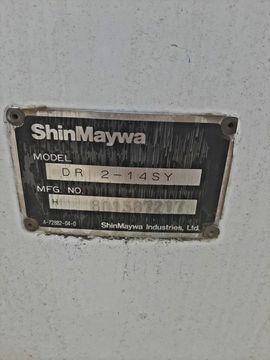 ShinMaywa
MODEL
DR 2-14SY
MFG NO.
H
A-72882-04-0
ShinMaywa Industries, Ltd.